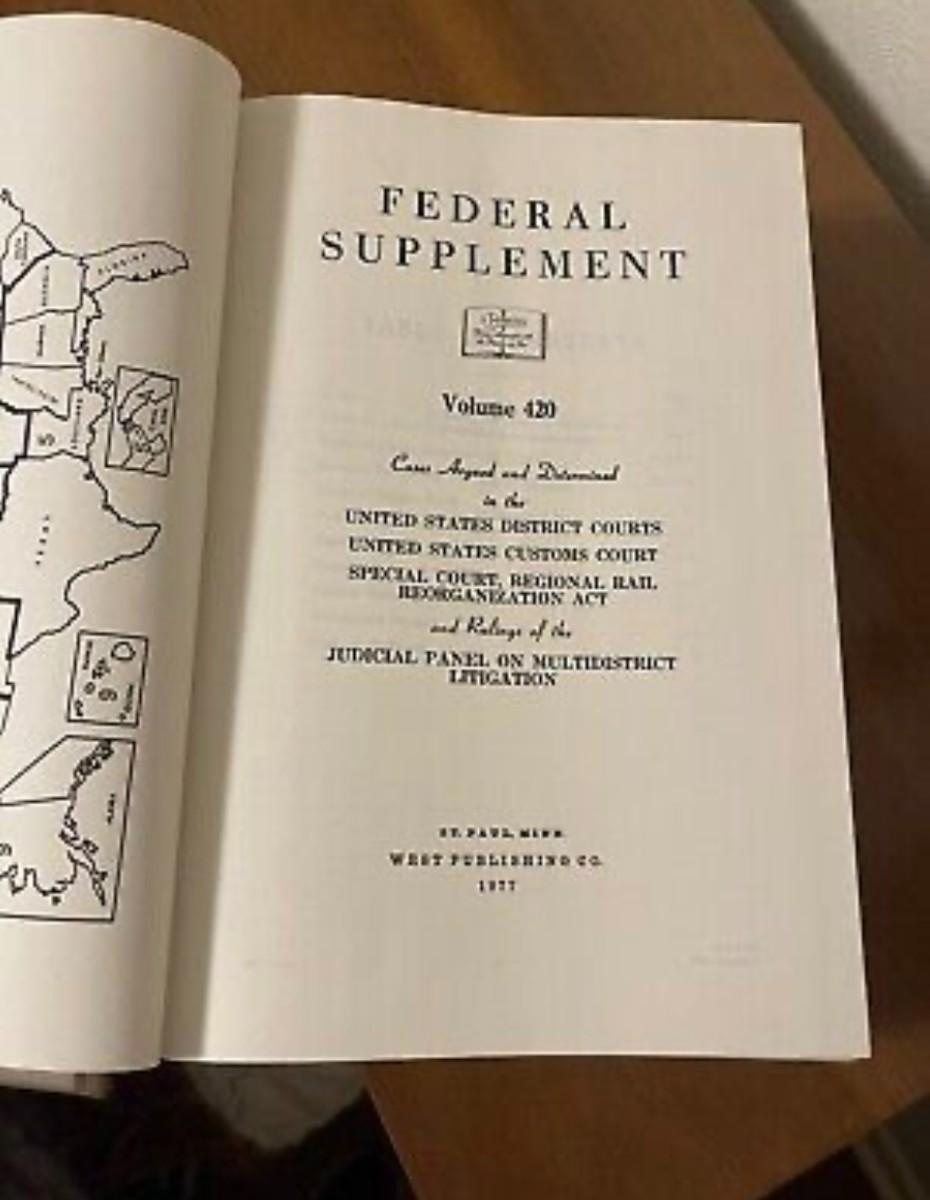 FEDERAL
SUPPLEMENT
Volume 420
Cases Argued and Determined
in the
UNITED STATES DISTRICT COURTS
UNITED STATES CUSTOMS COURT
SPECIAL COURT, REGIONAL RAIL
REORGANIZATION ACT
and Rulings of the
JUDICIAL PANEL ON MULTIDISTRICT
LITIGATION
ST. PAUL, MINN.
WEST PUBLISHING CO.
1977
FLORIDA
TEXAS